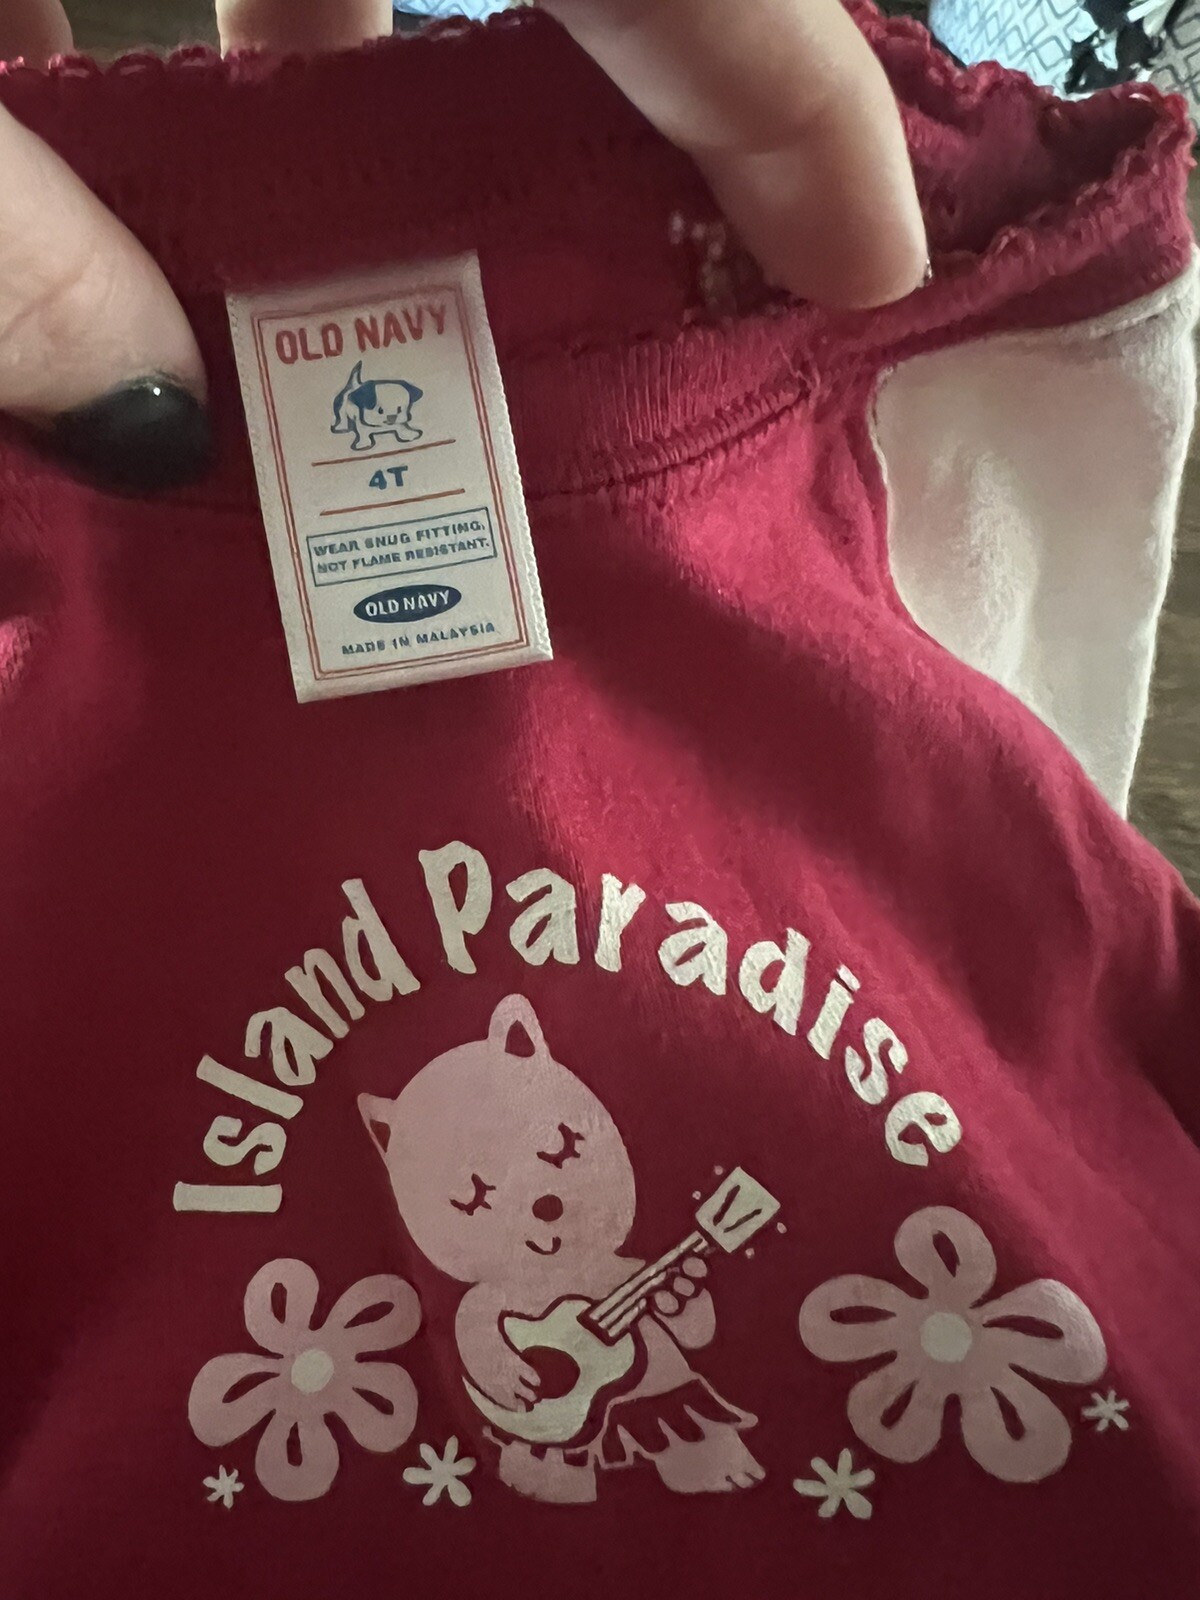 OLD NAVY
4T
WEAR SNUG FITTING.
NOT FLAME RESISTANT.
OLD NAVY
MADE IN MALAYSIA
Island Paradise